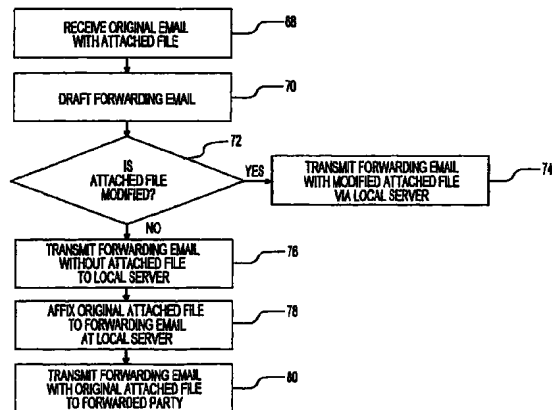 RECEIVE ORIGINAL EMAIL
WITH ATTACHED FILE
68
DRAFT FORWARDING EMAIL
70
72
IS
ATTACHED FILE
MODIFIED?
YES
TRANSMIT FORWARDING EMAIL
WITH MODIFIED ATTACHED FILE
VIA LOCAL SERVER
74
NO
TRANSMIT FORWARDING EMAIL
WITHOUT ATTACHED FILE
TO LOCAL SERVER
76
AFFIX ORIGINAL ATTACHED FILE
TO FORWARDING EMAIL
AT LOCAL SERVER
78
TRANSMIT FORWARDING EMAIL
WITH ORIGINAL ATTACHED FILE
TO FORWARDED PARTY
80